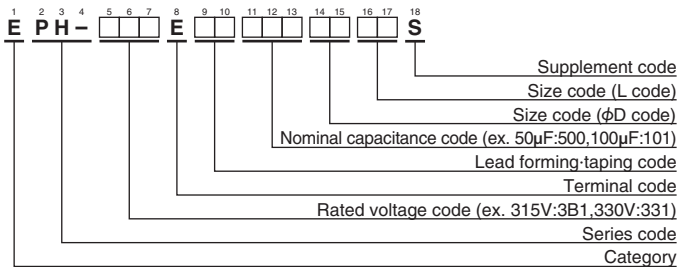 1 2 3 4 5 6 7 8 9 10 11 12 13 14 15 16 17 18
E P H – E S
Supplement code
Size code (L code)
Size code (ϕD code)
Nominal capacitance code (ex. 50µF:500,100µF:101)
Lead forming·taping code
Terminal code
Rated voltage code (ex. 315V:3B1,330V:331)
Series code
Category